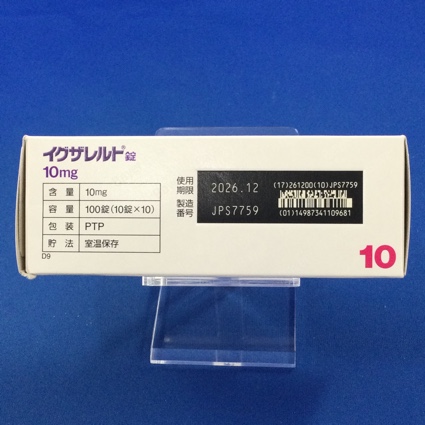 イグザレルト錠
10mg
含量 10mg
容量 100錠(10錠×10)
包装 PTP
貯法 室温保存
D9
使用期限 2026.12
製造番号 JPS7759
(17)261200(10)JPS7759
(01)14987341109681
10